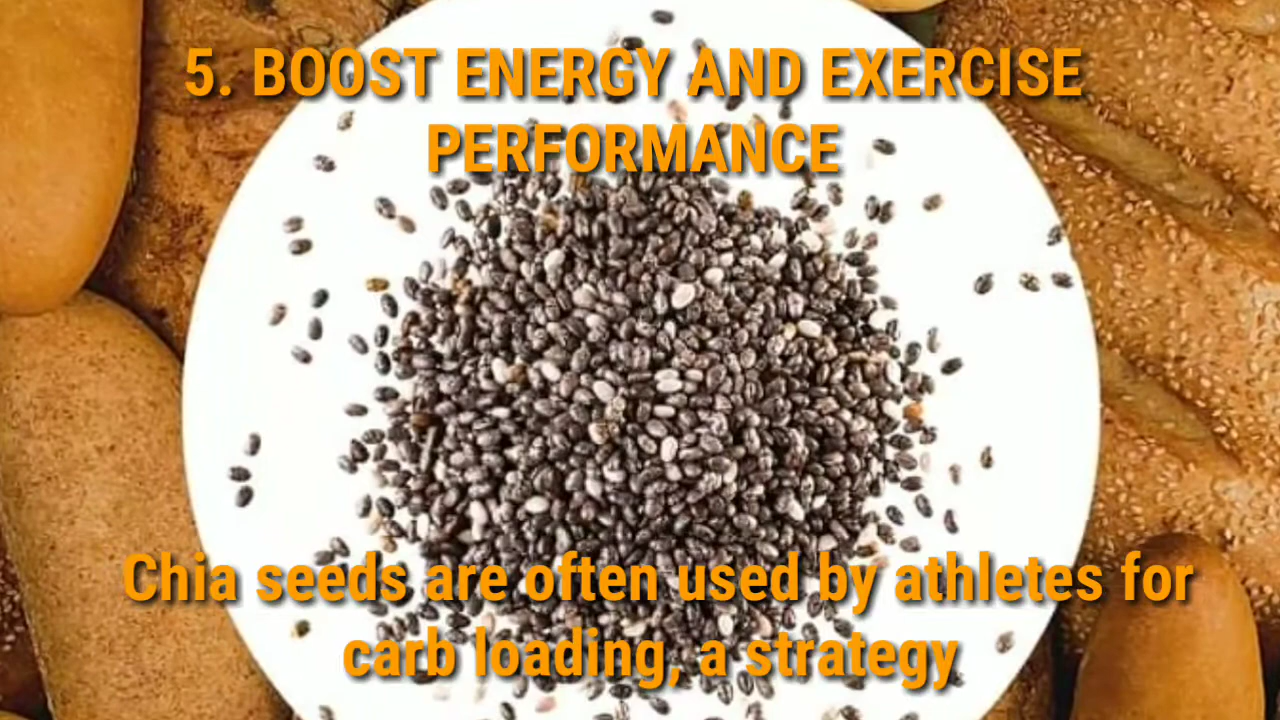 5. BOOST ENERGY AND EXERCISE
PERFORMANCE
Chia seeds are often used by athletes for
carb loading, a strategy